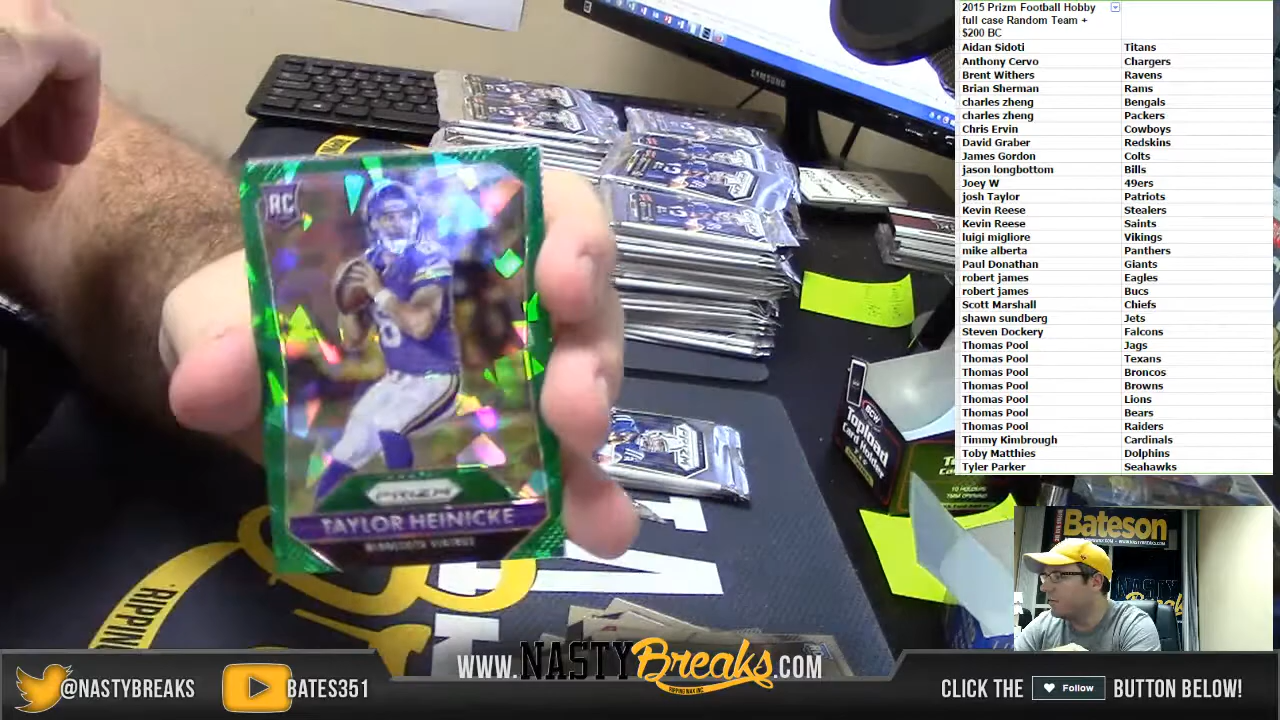 2015 Prizm Football Hobby
full case Random Team +
$200 BC
Aidan Sidoti Titans
Anthony Cervo Chargers
Brent Withers Ravens
Brian Sherman Rams
charles zheng Bengals
charles zheng Packers
Chris Ervin Cowboys
David Graber Redskins
James Gordon Colts
jason longbottom Bills
Joey W 49ers
josh Taylor Patriots
Kevin Reese Stealers
Kevin Reese Saints
luigi migliore Vikings
mike alberta Panthers
Paul Donathan Giants
robert james Eagles
robert james Bucs
Scott Marshall Chiefs
shawn sundberg Jets
Steven Dockery Falcons
Thomas Pool Jags
Thomas Pool Texans
Thomas Pool Broncos
Thomas Pool Browns
Thomas Pool Lions
Thomas Pool Bears
Thomas Pool Raiders
Timmy Kimbrough Cardinals
Toby Matthies Dolphins
Tyler Parker Seahawks
SAMSUNG
RC
PRIZM
TAYLOR HEINICKE
MINNESOTA VIKINGS
BCW
Topload
Card Holder
RIPPING
Bateson
@NASTYBREAKS
BATES351
WWW.NASTYBreaks.COM
RIPPING WAX INC
CLICK THE Follow BUTTON BELOW!